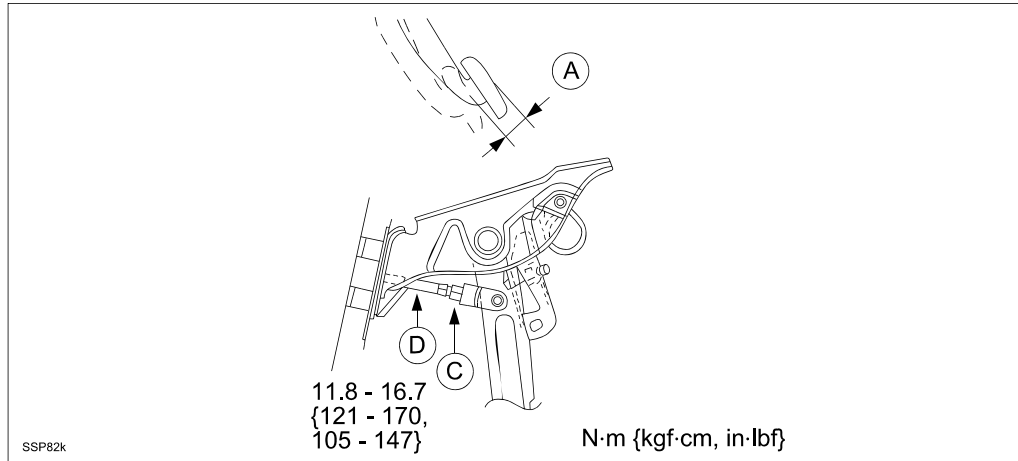 A
D
C
11.8 - 16.7
{121 - 170,
105 - 147}
N·m {kgf·cm, in·lbf}
SSP82k